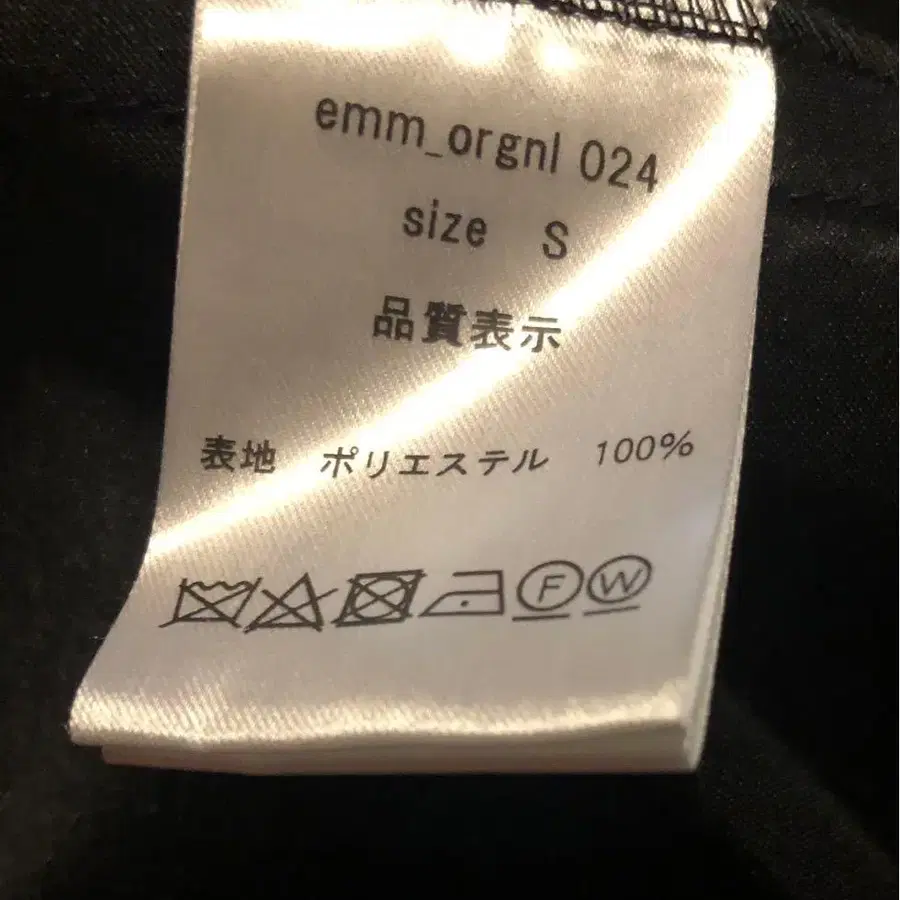 emm_orgnl 024
size S
品質表示
表地 ポリエステル 100%
F W